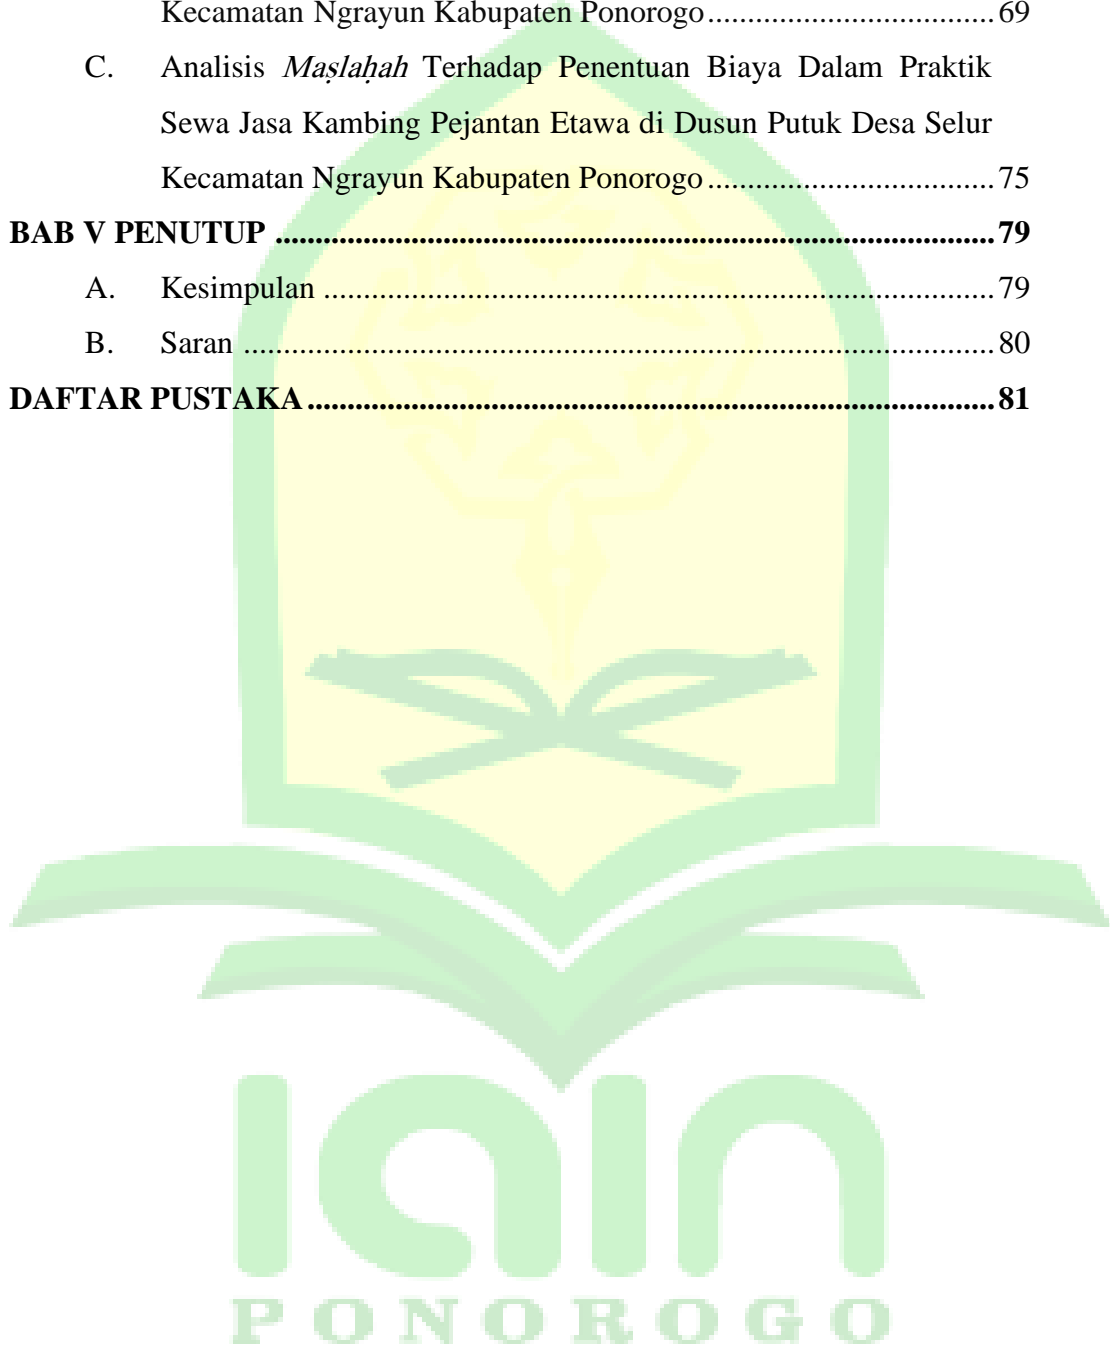 Kecamatan Ngrayun Kabupaten Ponorogo.................................... 69
C. Analisis Maṣlaḥah Terhadap Penentuan Biaya Dalam Praktik
Sewa Jasa Kambing Pejantan Etawa di Dusun Putuk Desa Selur
Kecamatan Ngrayun Kabupaten Ponorogo.................................... 75
BAB V PENUTUP .......................................................................................... 79
A. Kesimpulan .................................................................................... 79
B. Saran .............................................................................................. 80
DAFTAR PUSTAKA...................................................................................... 81
iain
PONOROGO